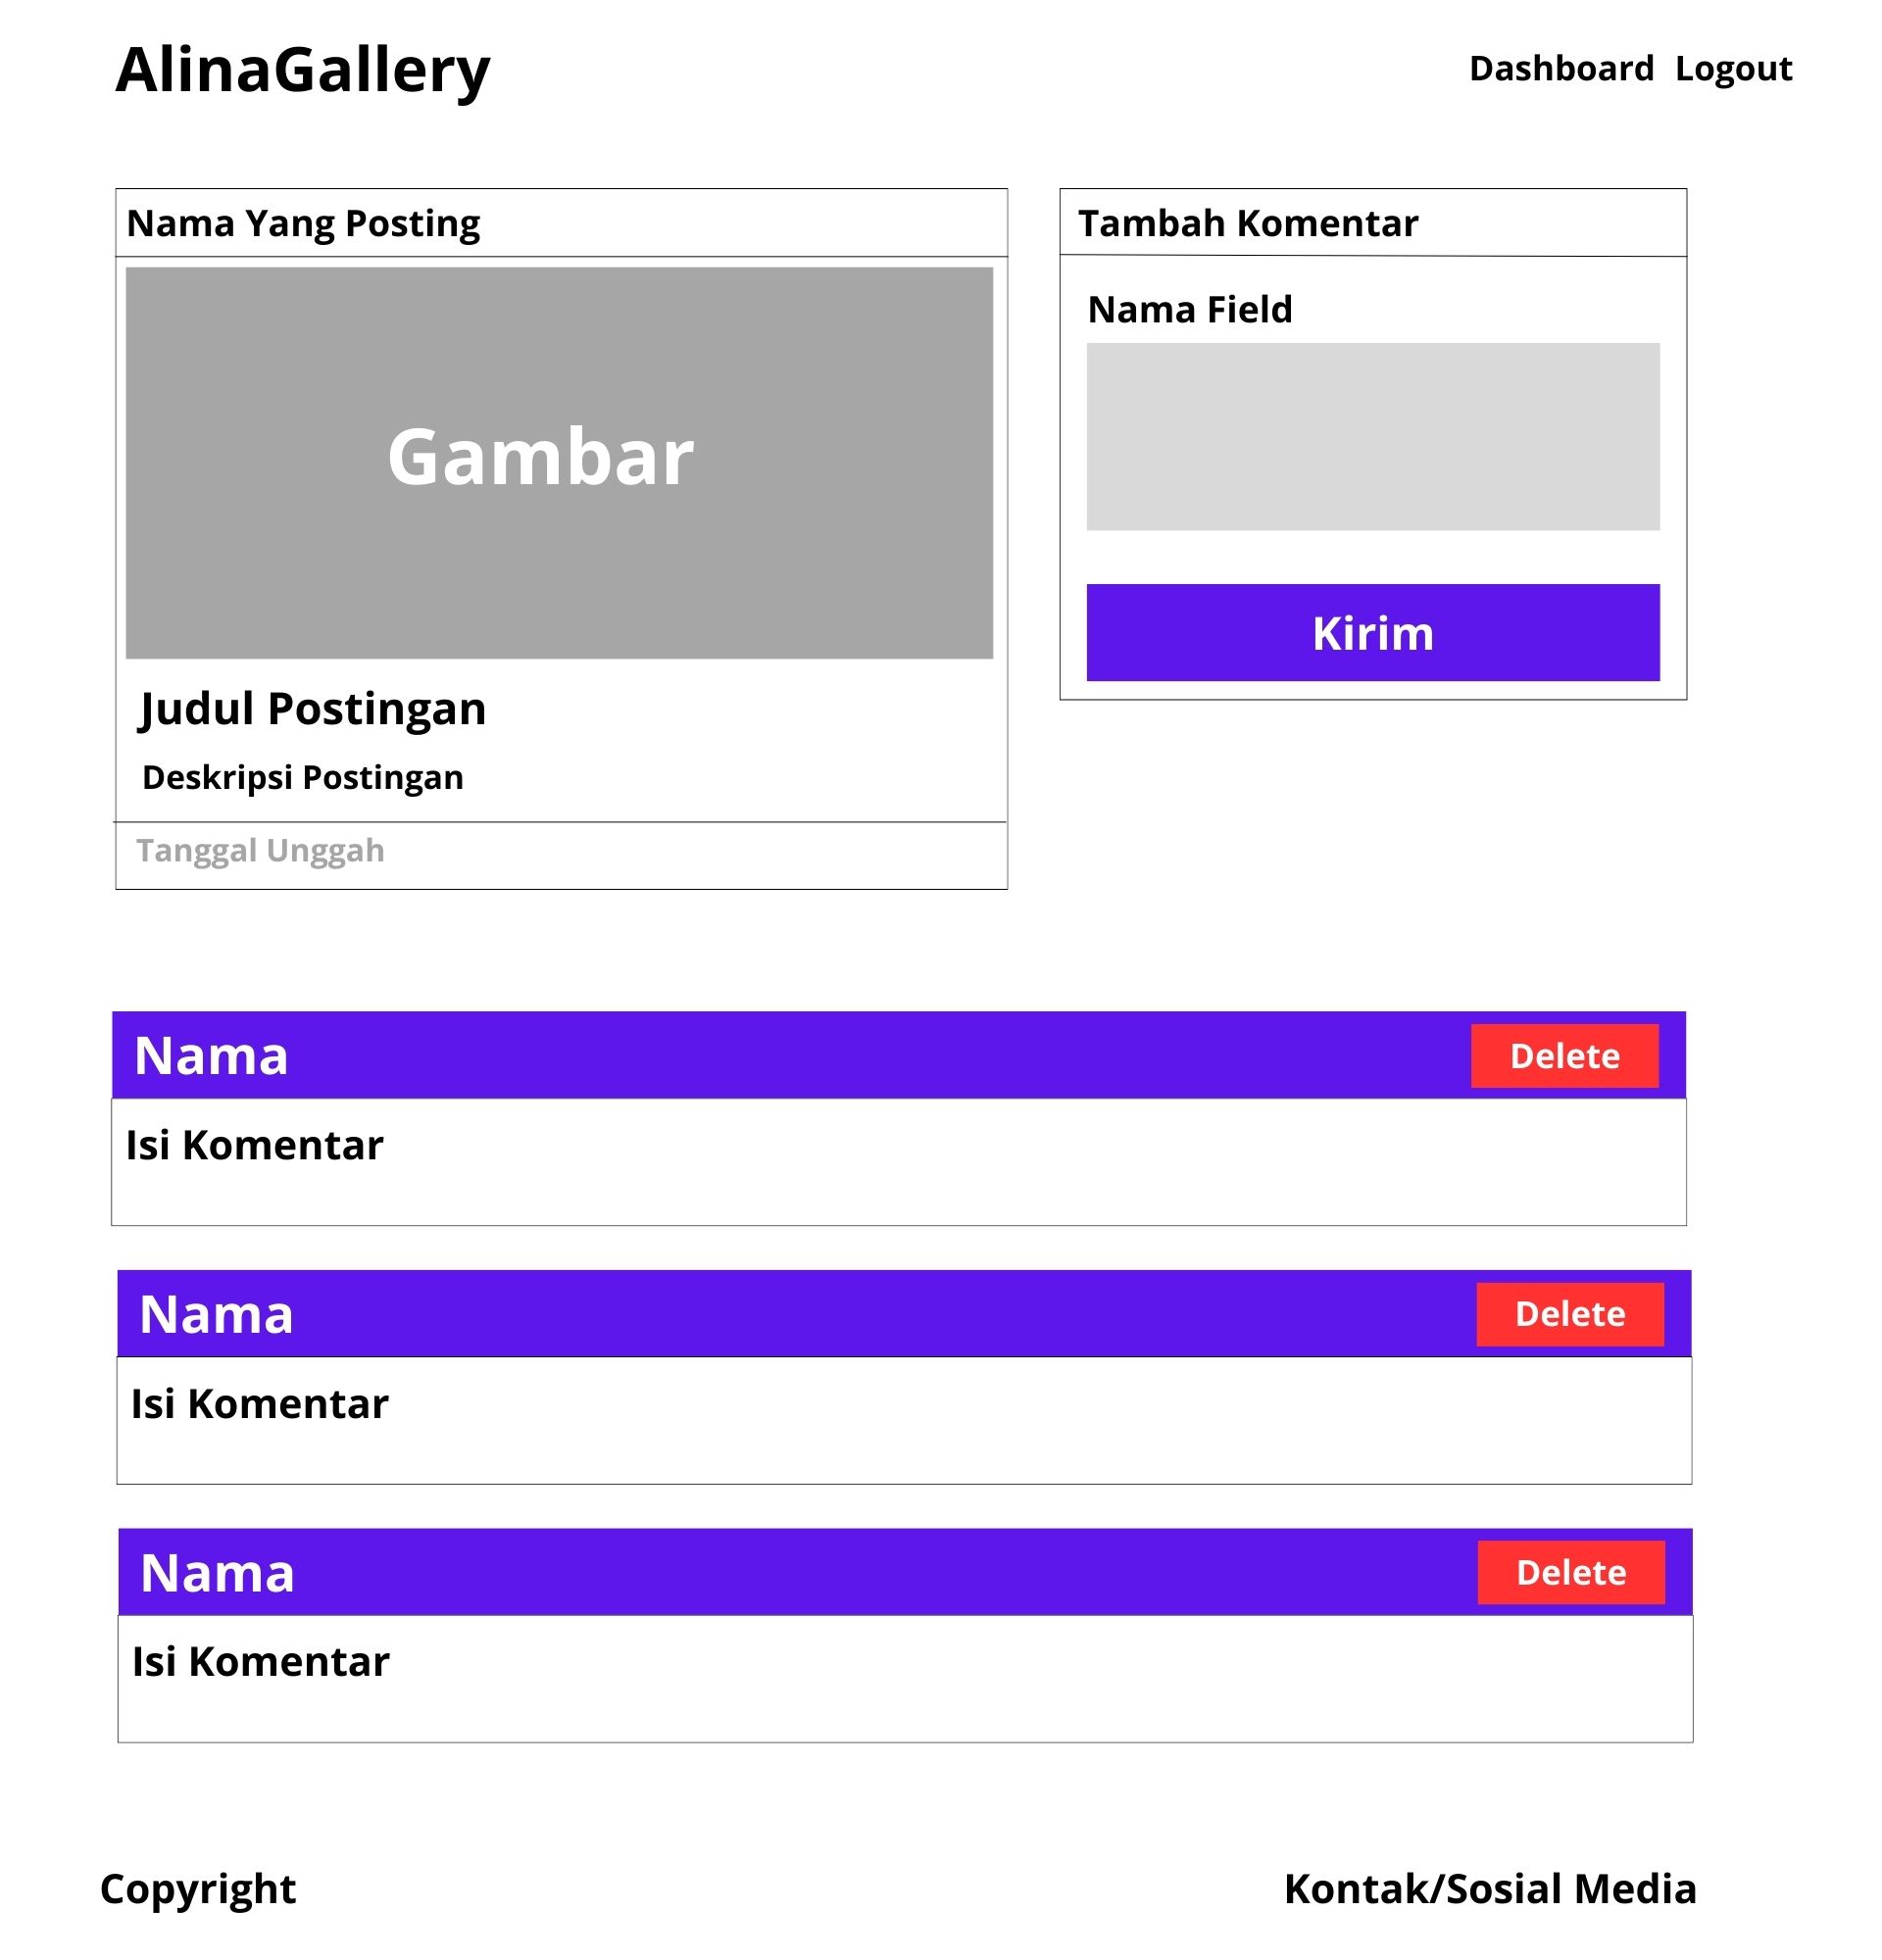 AlinaGallery
Dashboard Logout
Nama Yang Posting
Gambar
Judul Postingan
Deskripsi Postingan
Tanggal Unggah
Tambah Komentar
Nama Field
Kirim
Nama
Delete
Isi Komentar
Nama
Delete
Isi Komentar
Nama
Delete
Isi Komentar
Copyright
Kontak/Sosial Media